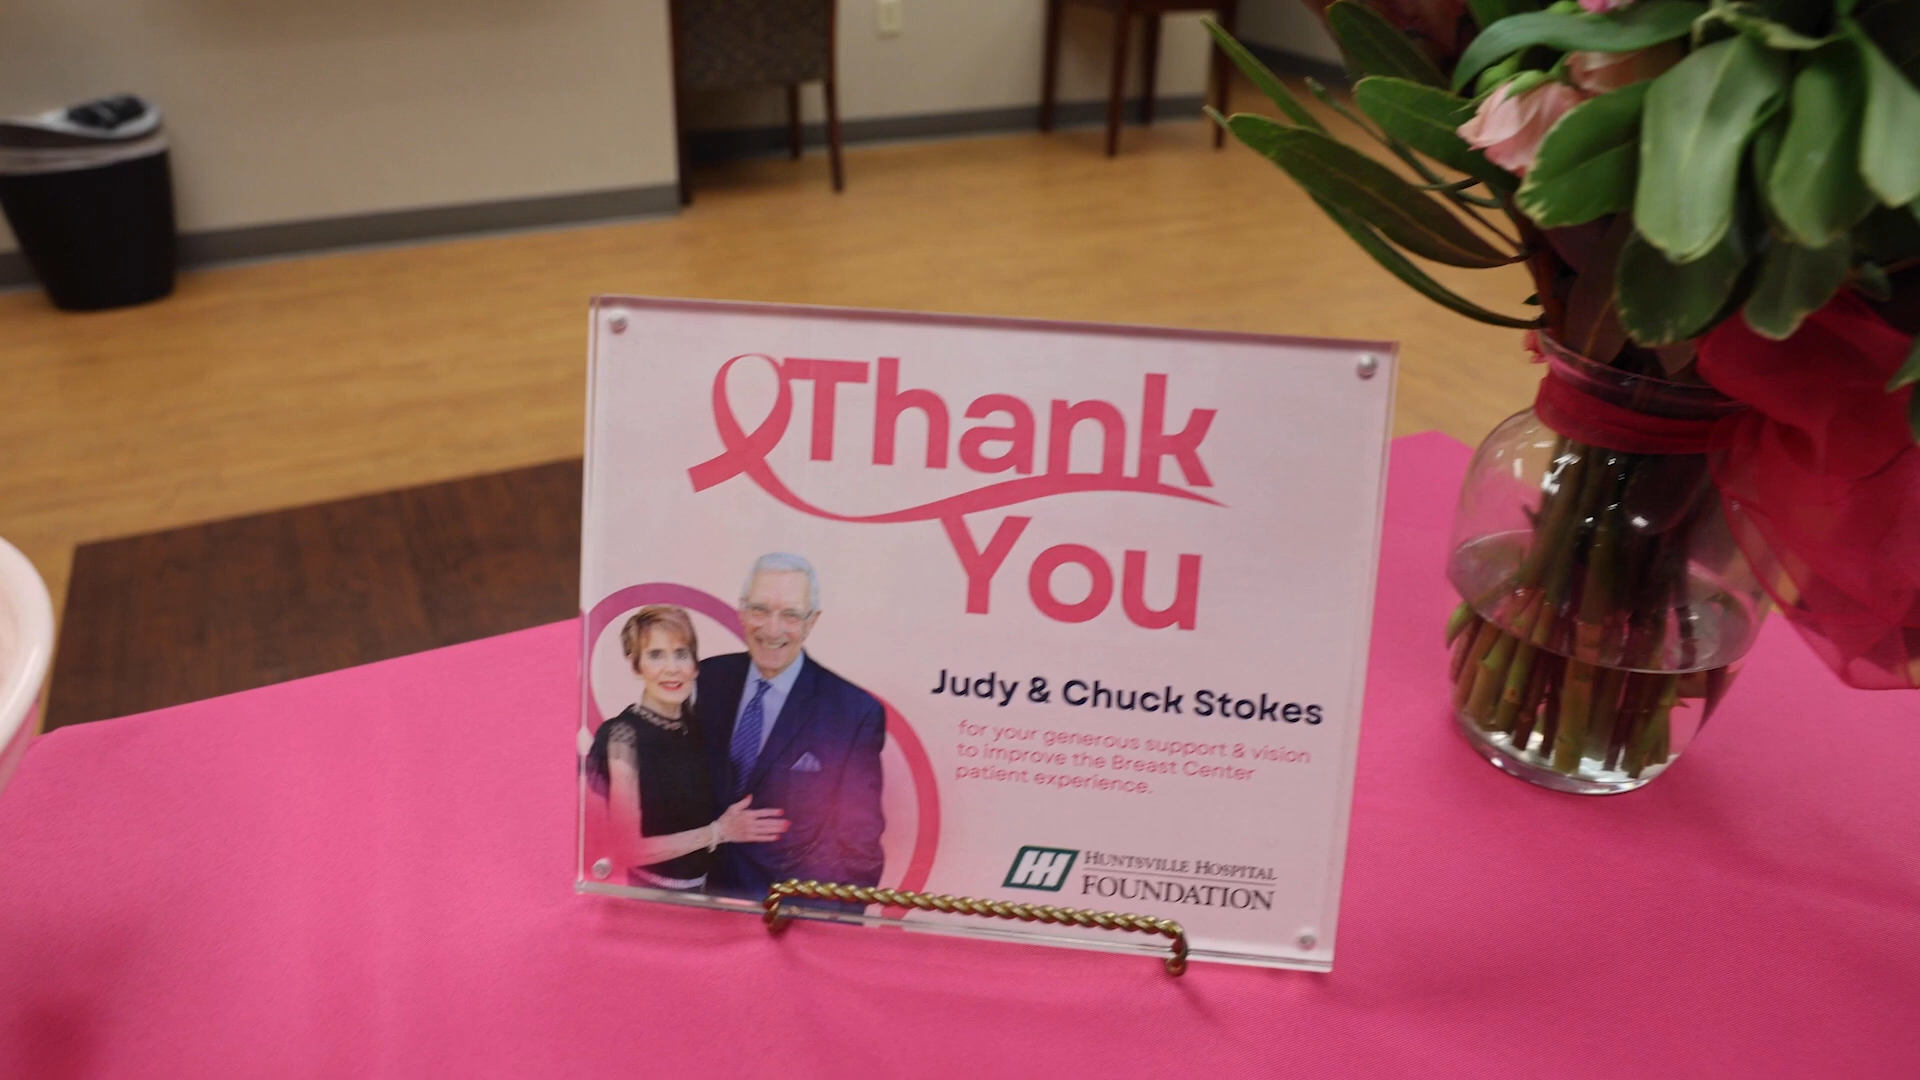 Thank
You
Judy & Chuck Stokes
for your generous support & vision
to improve the Breast Center
patient experience.
HH
HUNTSVILLE HOSPITAL
FOUNDATION